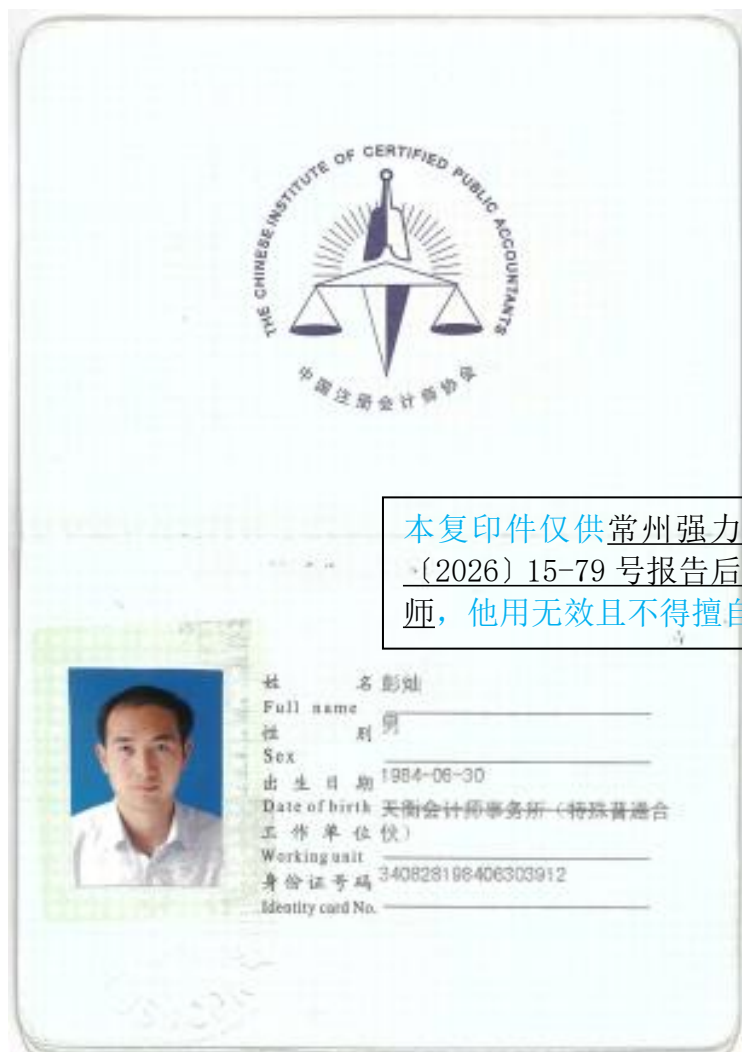 THE CHINESE INSTITUTE OF CERTIFIED PUBLIC ACCOUNTANTS
中国注册会计师协会
本复印件仅供常州强力
〔2026〕15-79 号报告后
师，他用无效且不得擅自
姓 名 彭灿
Full name
性 别 男
Sex
出生日期 1984-06-30
Date of birth
工作单位 天衡会计师事务所（特殊普通合
伙）
Working unit
身份证号码 340828198406303912
Identity card No.